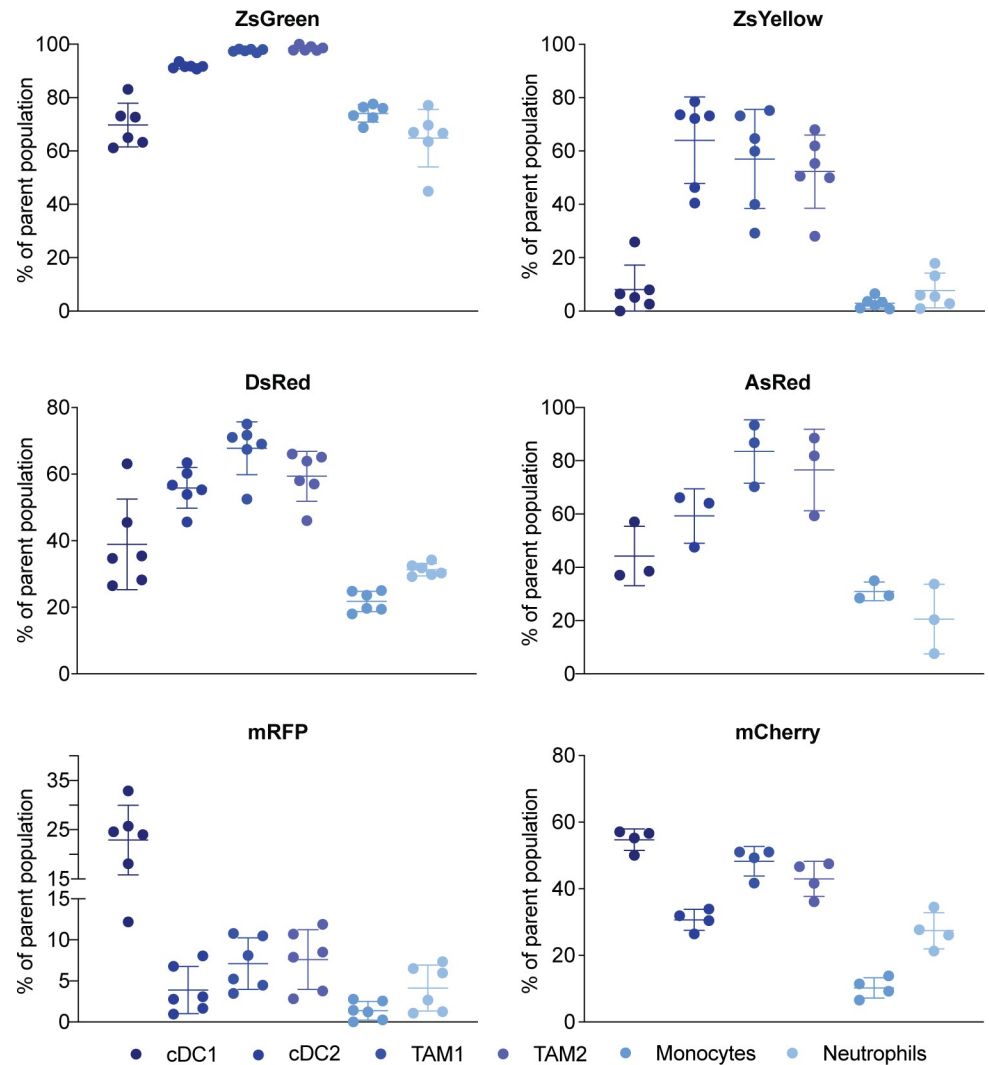 ZsGreen
% of parent population
100
80
60
40
20
0
ZsYellow
% of parent population
100
80
60
40
20
0
DsRed
% of parent population
80
60
40
20
0
AsRed
% of parent population
100
80
60
40
20
0
mRFP
% of parent population
35
25
15
15
10
5
0
mCherry
% of parent population
80
60
40
20
0
cDC1 cDC2 TAM1 TAM2 Monocytes Neutrophils